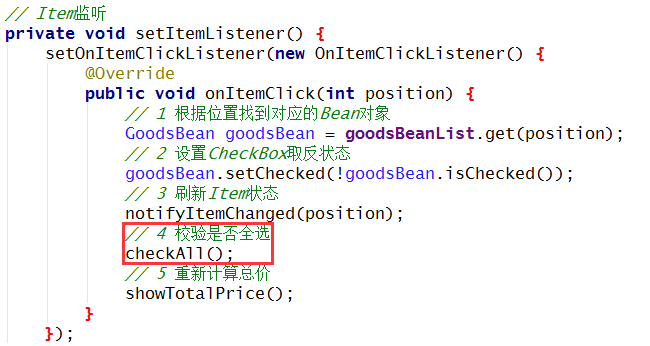 // Item监听
private void setItemListener() {
setOnItemClickListener(new OnItemClickListener() {
@Override
public void onItemClick(int position) {
// 1 根据位置找到对应的Bean对象
GoodsBean goodsBean = goodsBeanList.get(position);
// 2 设置CheckBox取反状态
goodsBean.setChecked(!goodsBean.isChecked());
// 3 刷新Item状态
notifyItemChanged(position);
// 4 校验是否全选
checkAll();
// 5 重新计算总价
showTotalPrice();
}
});